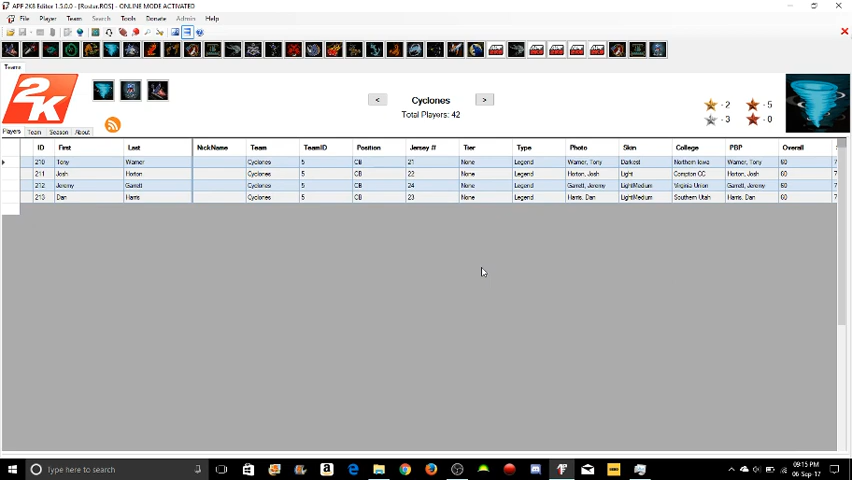 APF 2K8 Editor 1.5.0.0 - [Roster.ROS] - ONLINE MODE ACTIVATED
File Player Team Search Tools Donate Admin Help
Teams
2K
< Cyclones >
Total Players: 42
- 2 - 5
- 3 - 0
Players Team Season About
ID First Last NickName Team TeamID Position Jersey # Tier Type Photo Skin College PBP Overall
210 Tony Warner Cyclones 5 CB 21 None Legend Warner, Tony Darkest Northern Iowa Warner, Tony 60 7
211 Josh Horton Cyclones 5 CB 22 None Legend Horton, Josh Light Compton CC Horton, Josh 60 7
212 Jeremy Garrett Cyclones 5 CB 24 None Legend Garrett, Jeremy LightMedium Virginia Union Garrett, Jeremy 60 7
213 Dan Harris Cyclones 5 CB 23 None Legend Harris, Dan LightMedium Southern Utah Harris, Dan 60 7
Type here to search
09:15 PM
06-Sep-17